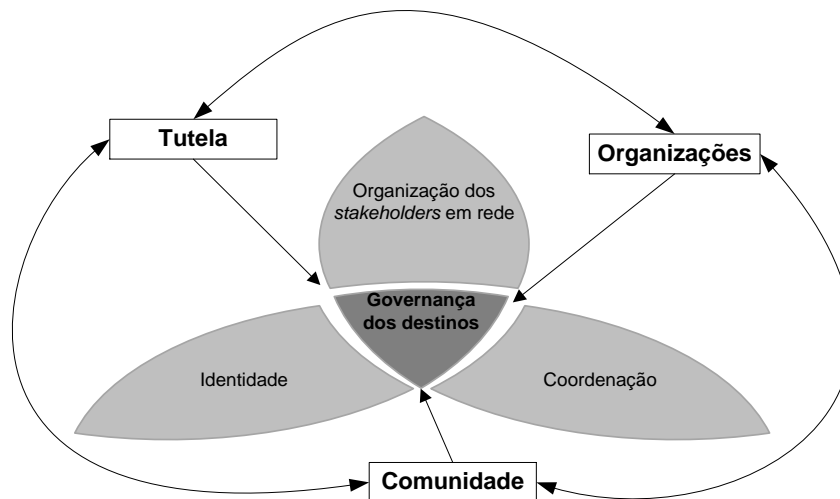 Tutela
Organizações
Organização dos
stakeholders em rede
Governança
dos destinos
Identidade
Coordenação
Comunidade